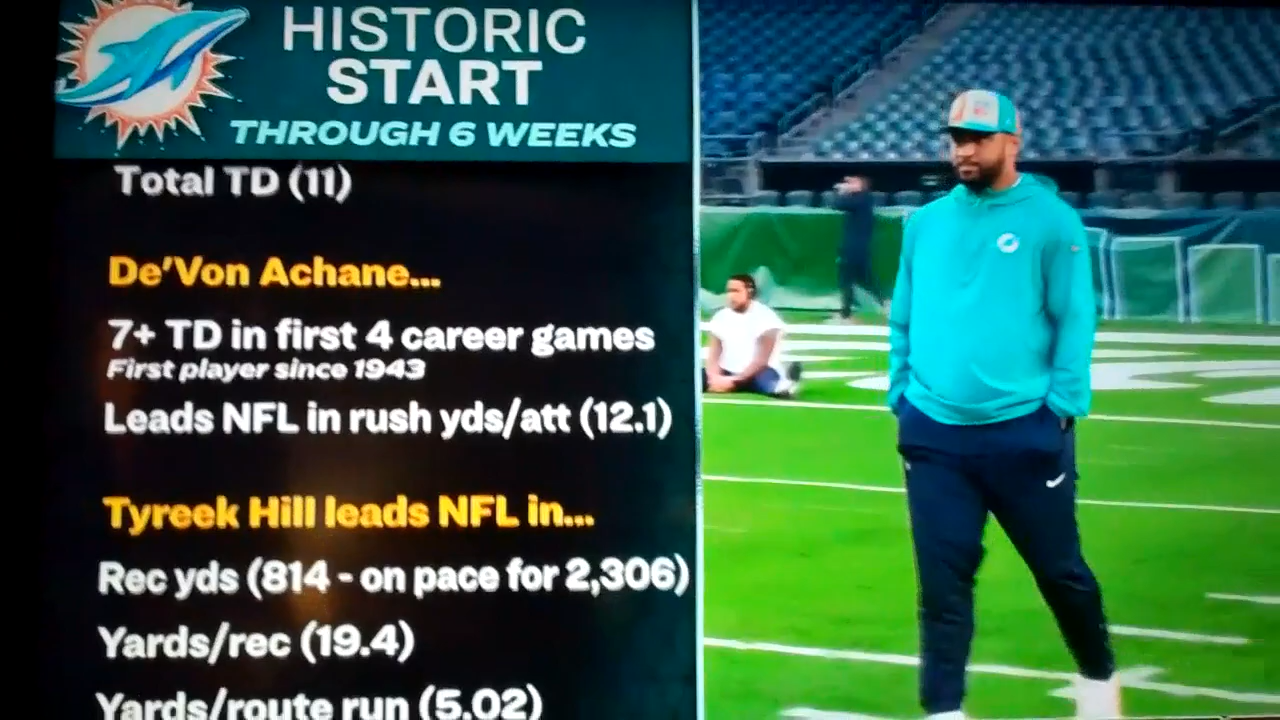 HISTORIC
START
THROUGH 6 WEEKS
Total TD (11)
De'Von Achane...
7+ TD in first 4 career games
First player since 1943
Leads NFL in rush yds/att (12.1)
Tyreek Hill leads NFL in...
Rec yds (814 - on pace for 2,306)
Yards/rec (19.4)
Yards/route run (5.02)